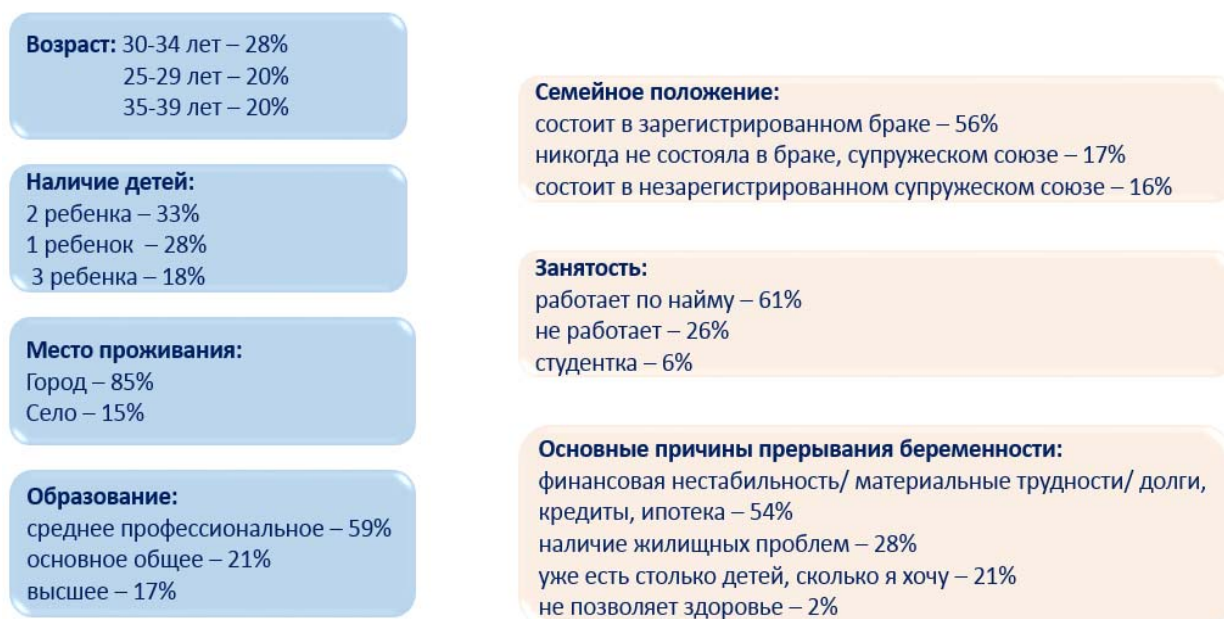 Возраст: 30-34 лет – 28%
25-29 лет – 20%
35-39 лет – 20%
Наличие детей:
2 ребенка – 33%
1 ребенок – 28%
3 ребенка – 18%
Место проживания:
Город – 85%
Село – 15%
Образование:
среднее профессиональное – 59%
основное общее – 21%
высшее – 17%
Семейное положение:
состоит в зарегистрированном браке – 56%
никогда не состояла в браке, супружеском союзе – 17%
состоит в незарегистрированном супружеском союзе – 16%
Занятость:
работает по найму – 61%
не работает – 26%
студентка – 6%
Основные причины прерывания беременности:
финансовая нестабильность/ материальные трудности/ долги,
кредиты, ипотека – 54%
наличие жилищных проблем – 28%
уже есть столько детей, сколько я хочу – 21%
не позволяет здоровье – 2%